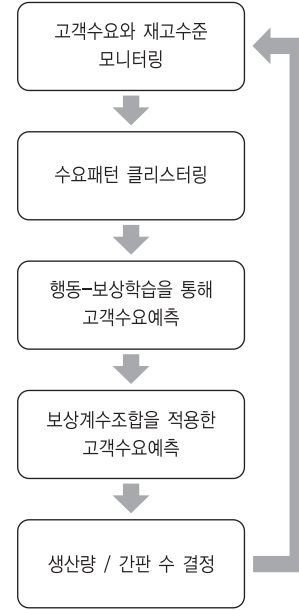 고객수요와 재고수준
모니터링
수요패턴 클리스터링
행동-보상학습을 통해
고객수요예측
보상계수조합을 적용한
고객수요예측
생산량 / 간판 수 결정